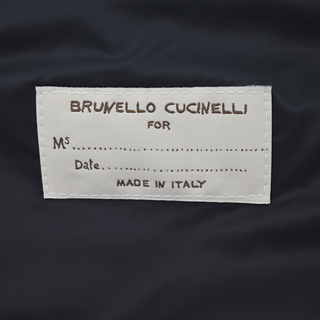 BRUNELLO CUCINELLI
FOR
Ms..............................................
Date..........................................
MADE IN ITALY